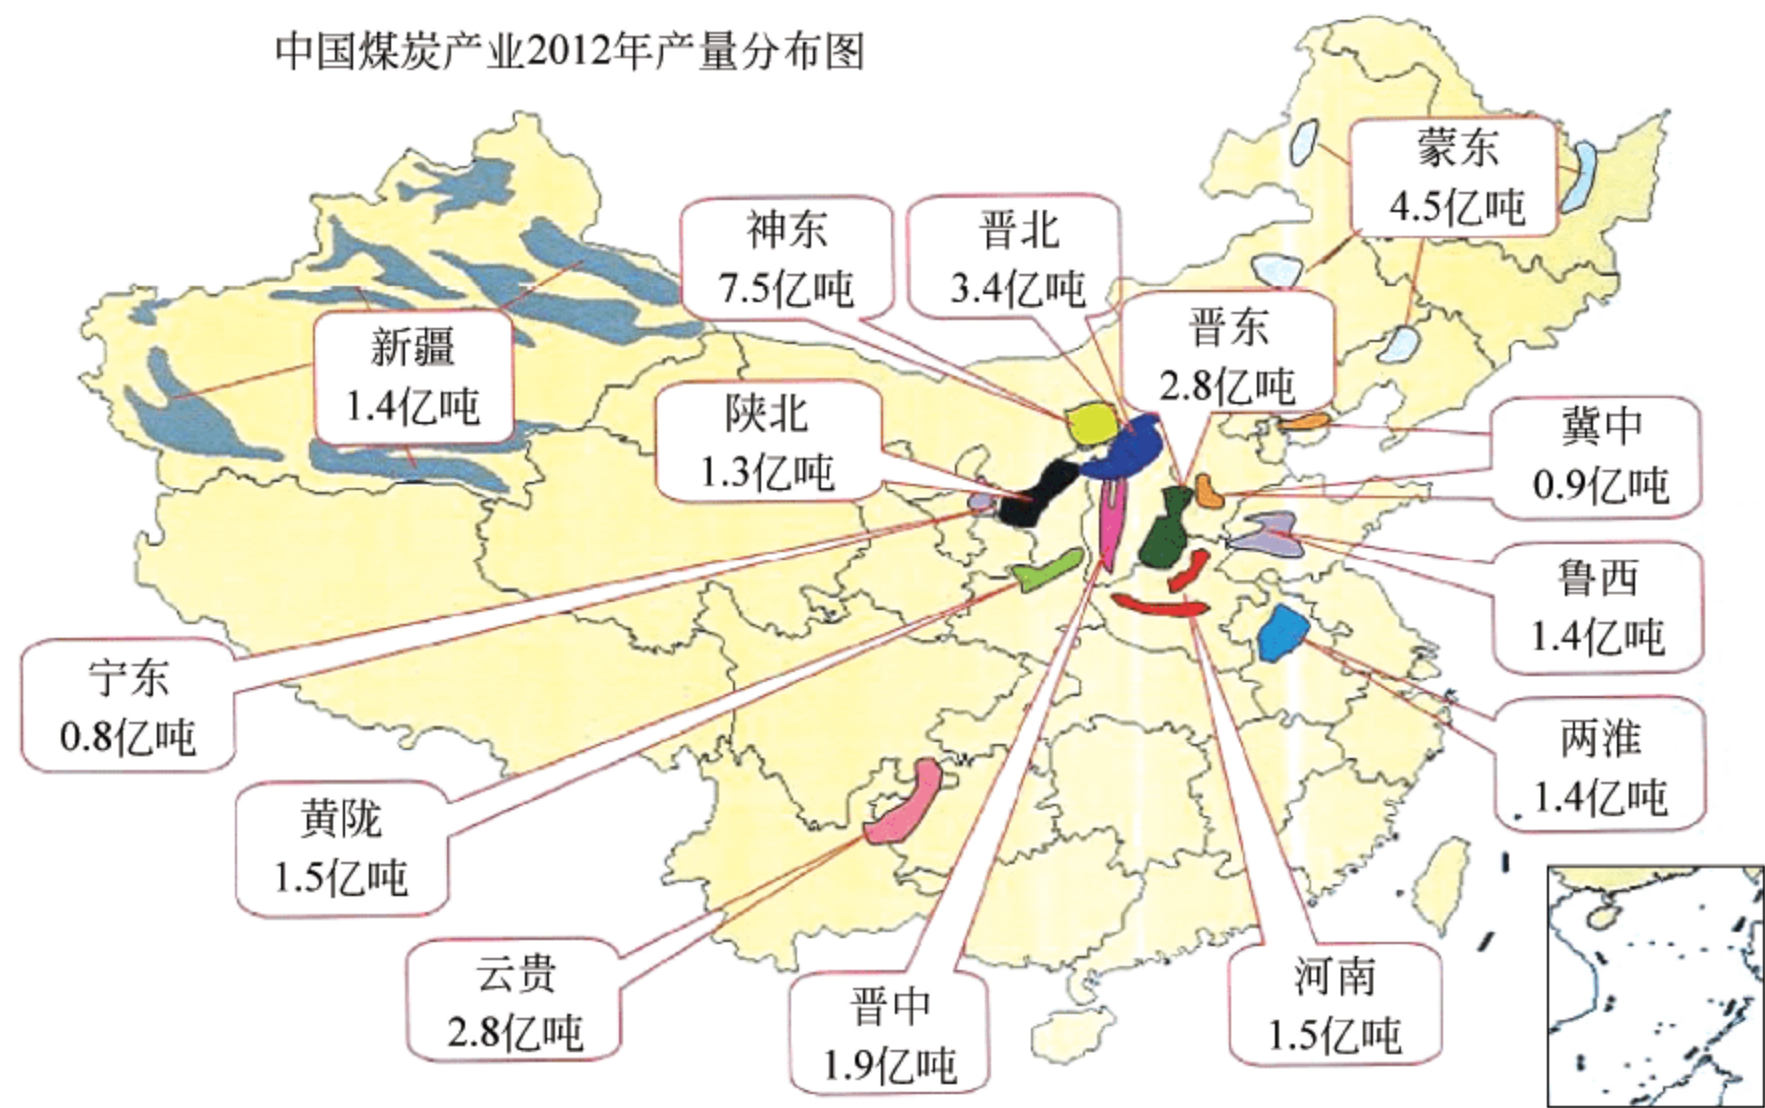 中国煤炭产业2012年产量分布图
蒙东
4.5亿吨
神东
7.5亿吨
晋北
3.4亿吨
晋东
2.8亿吨
新疆
1.4亿吨
陕北
1.3亿吨
冀中
0.9亿吨
鲁西
1.4亿吨
宁东
0.8亿吨
两淮
1.4亿吨
黄陇
1.5亿吨
云贵
2.8亿吨
晋中
1.9亿吨
河南
1.5亿吨